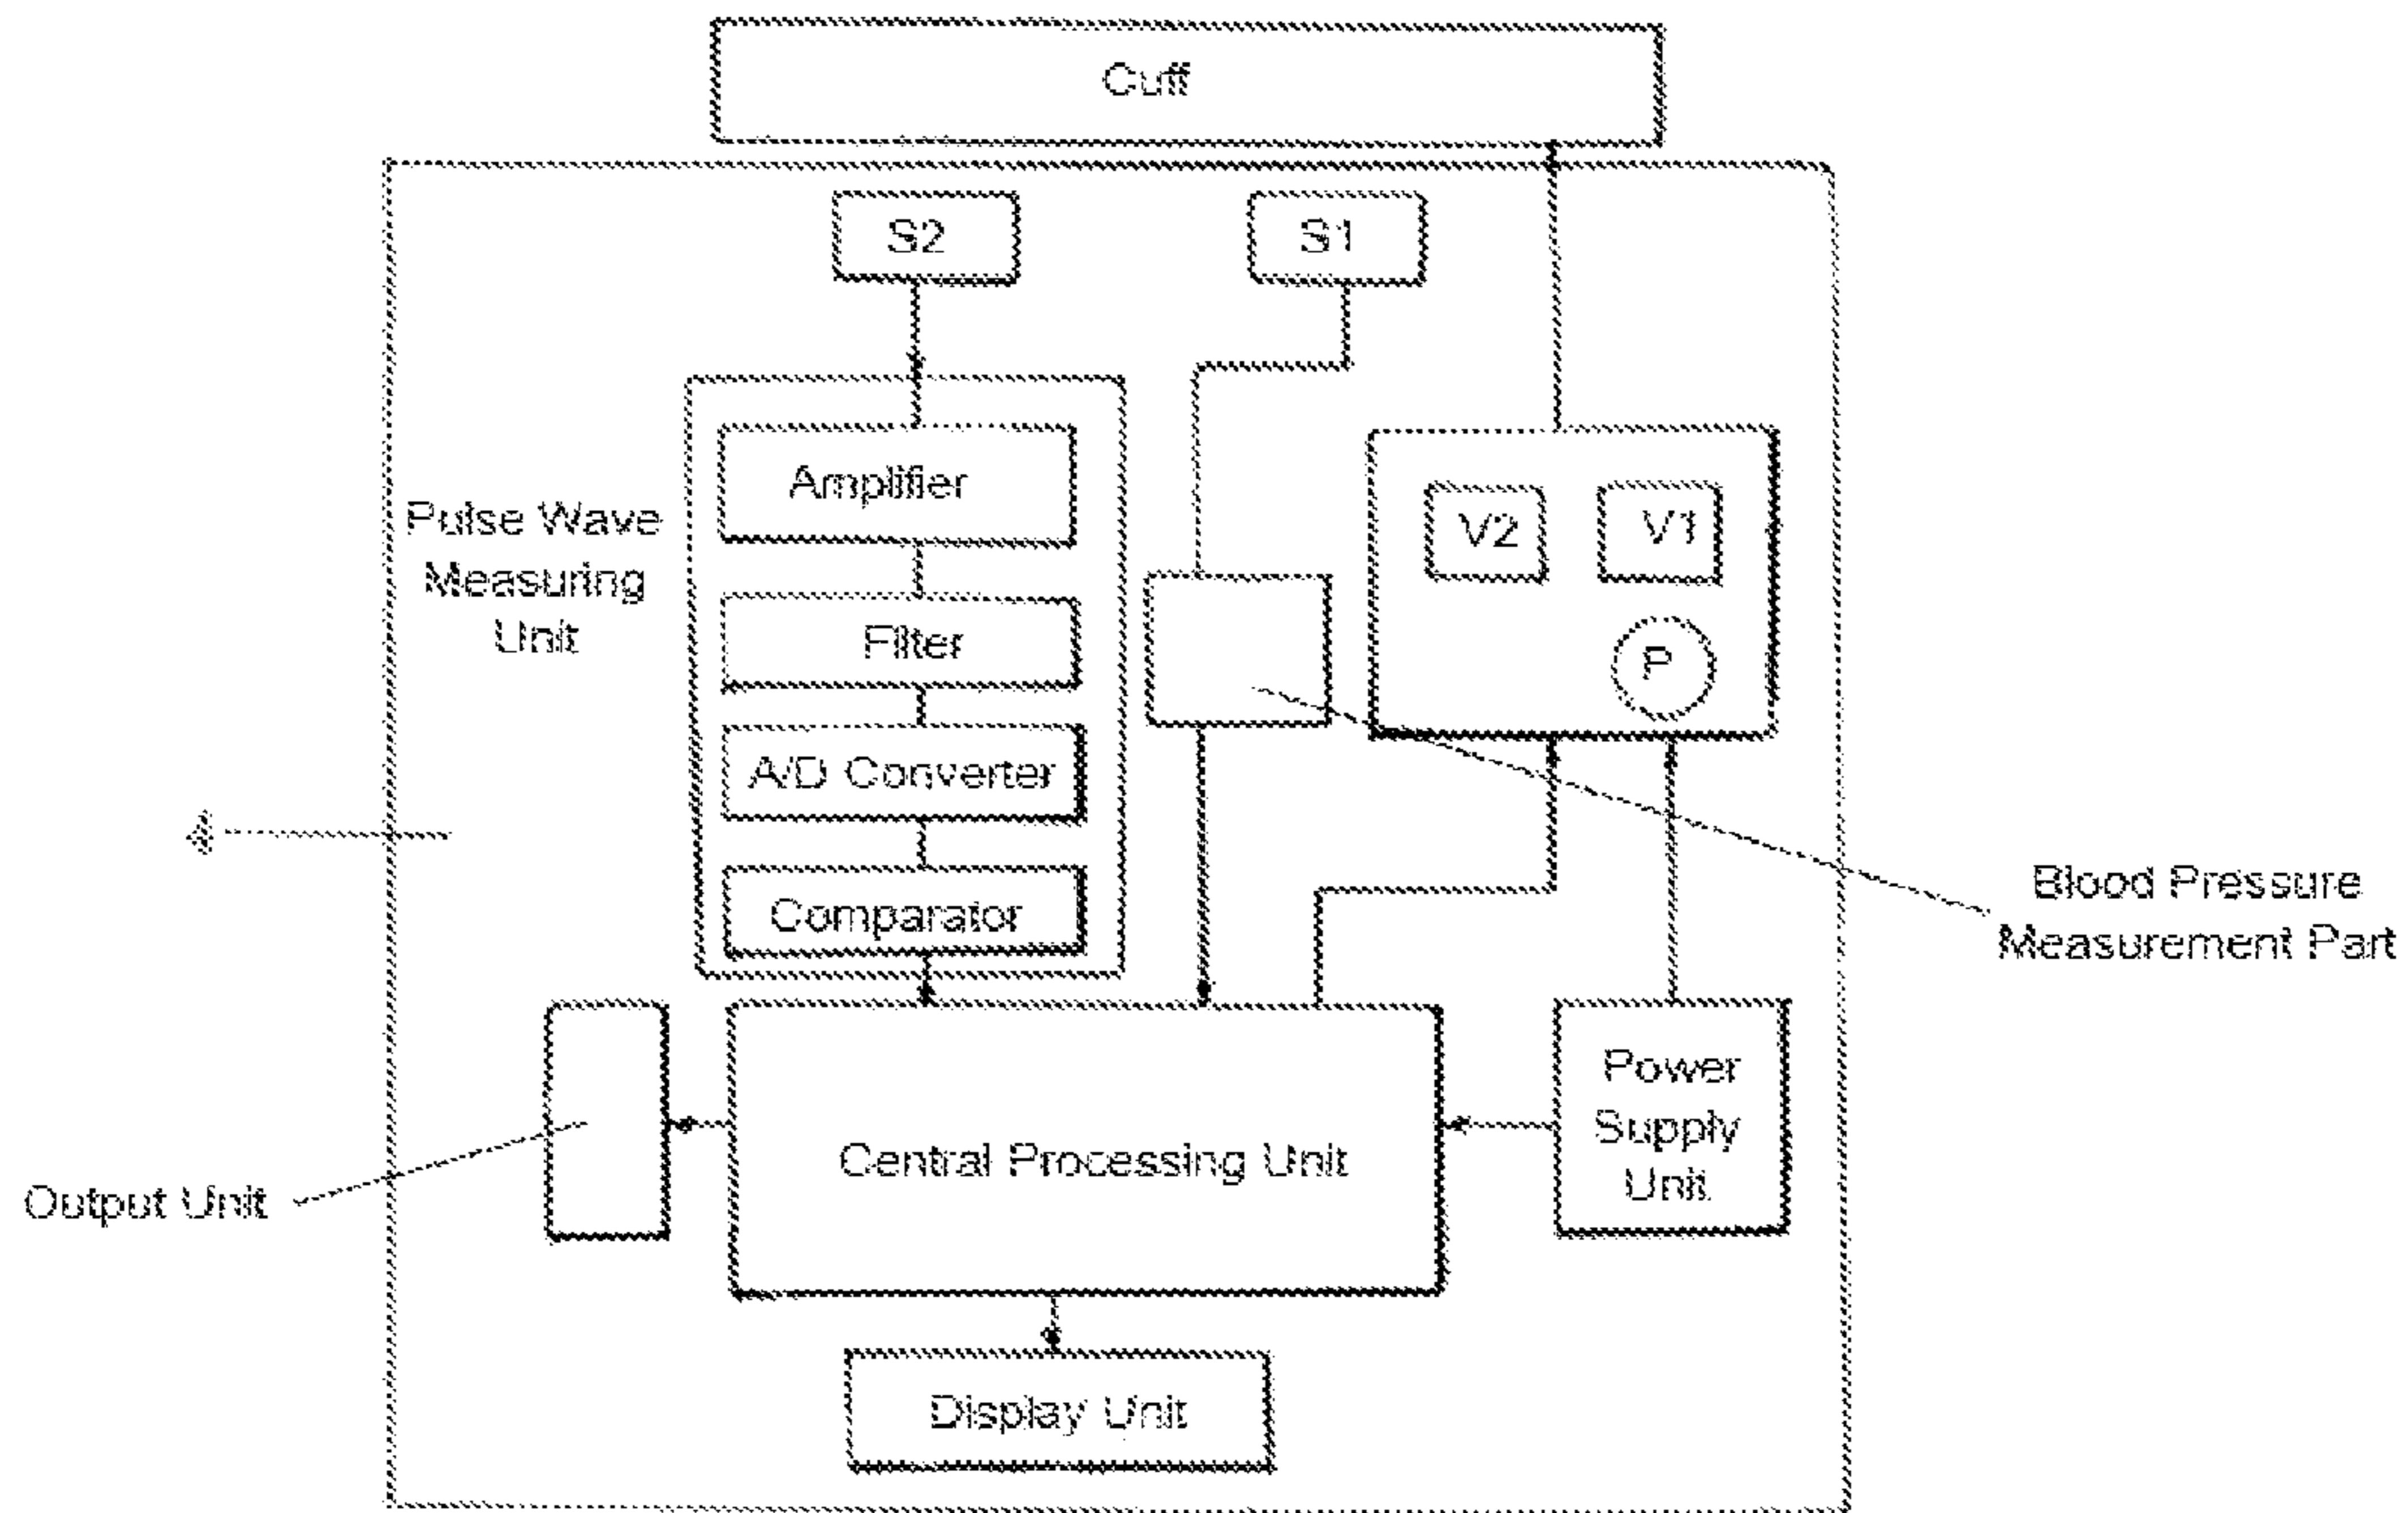 Cuff
S2
S1
Amplifier
Pulse Wave
Measuring
Unit
V2
V1
Filter
P
A/D Converter
4
Comparator
Blood Pressure
Measurement Part
Power
Supply
Unit
Central Processing Unit
Output Unit
Display Unit